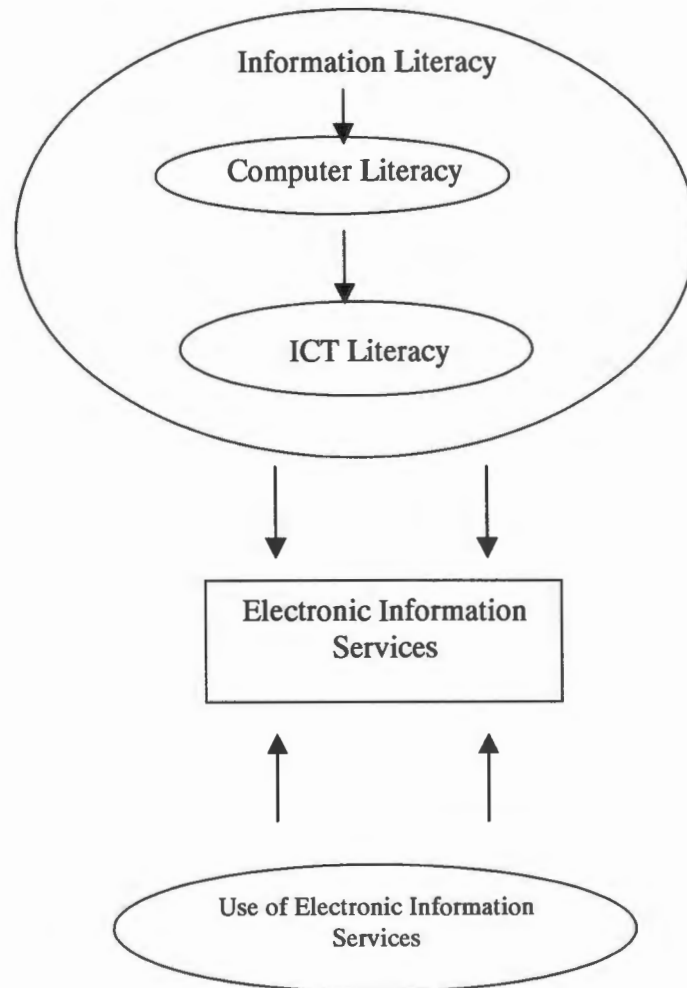 Information Literacy
Computer Literacy
ICT Literacy
Electronic Information
Services
Use of Electronic Information
Services